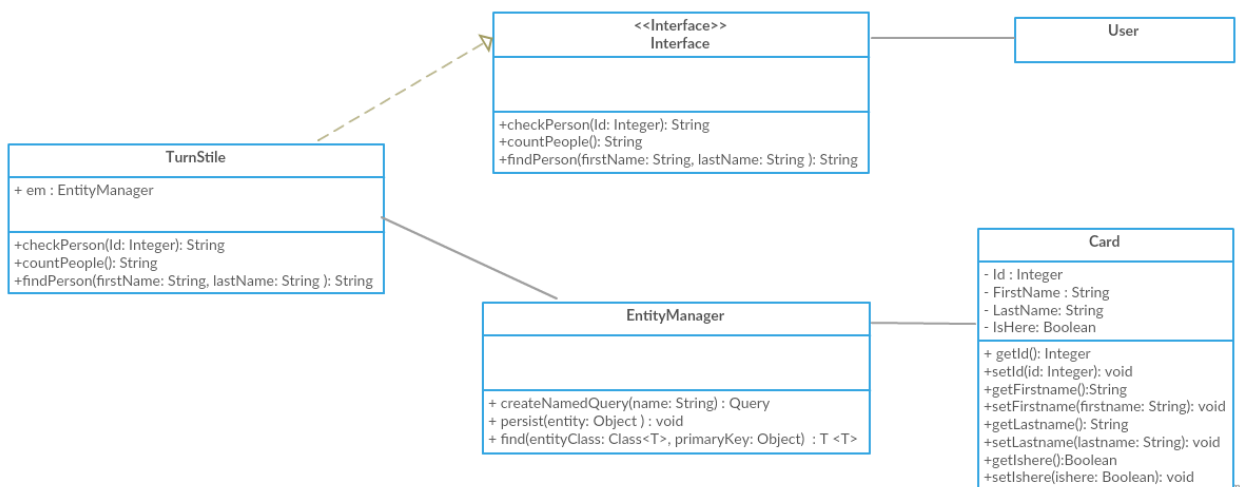 <<Interface>>
Interface
+checkPerson(Id: Integer): String
+countPeople(): String
+findPerson(firstName: String, lastName: String ): String
User
TurnStile
+ em : EntityManager
+checkPerson(Id: Integer): String
+countPeople(): String
+findPerson(firstName: String, lastName: String ): String
EntityManager
+ createNamedQuery(name: String) : Query
+ persist(entity: Object ) : void
+ find(entityClass: Class<T>, primaryKey: Object)  : T <T>
Card
- Id : Integer
- FirstName : String
- LastName: String
- IsHere: Boolean
+ getId(): Integer
+setId(id: Integer): void
+getFirstname():String
+setFirstname(firstname: String): void
+getLastname(): String
+setLastname(lastname: String): void
+getIshere():Boolean
+setIshere(ishere: Boolean): void